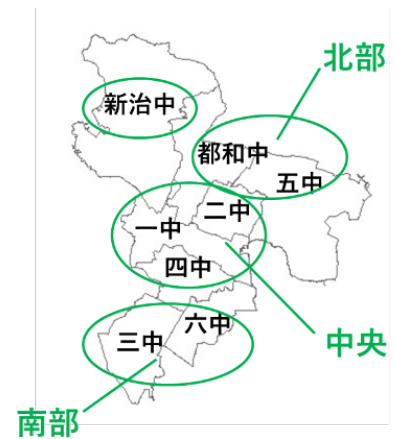 北部
新治中
都和中
五中
二中
一中
四中
六中
三中
中央
南部